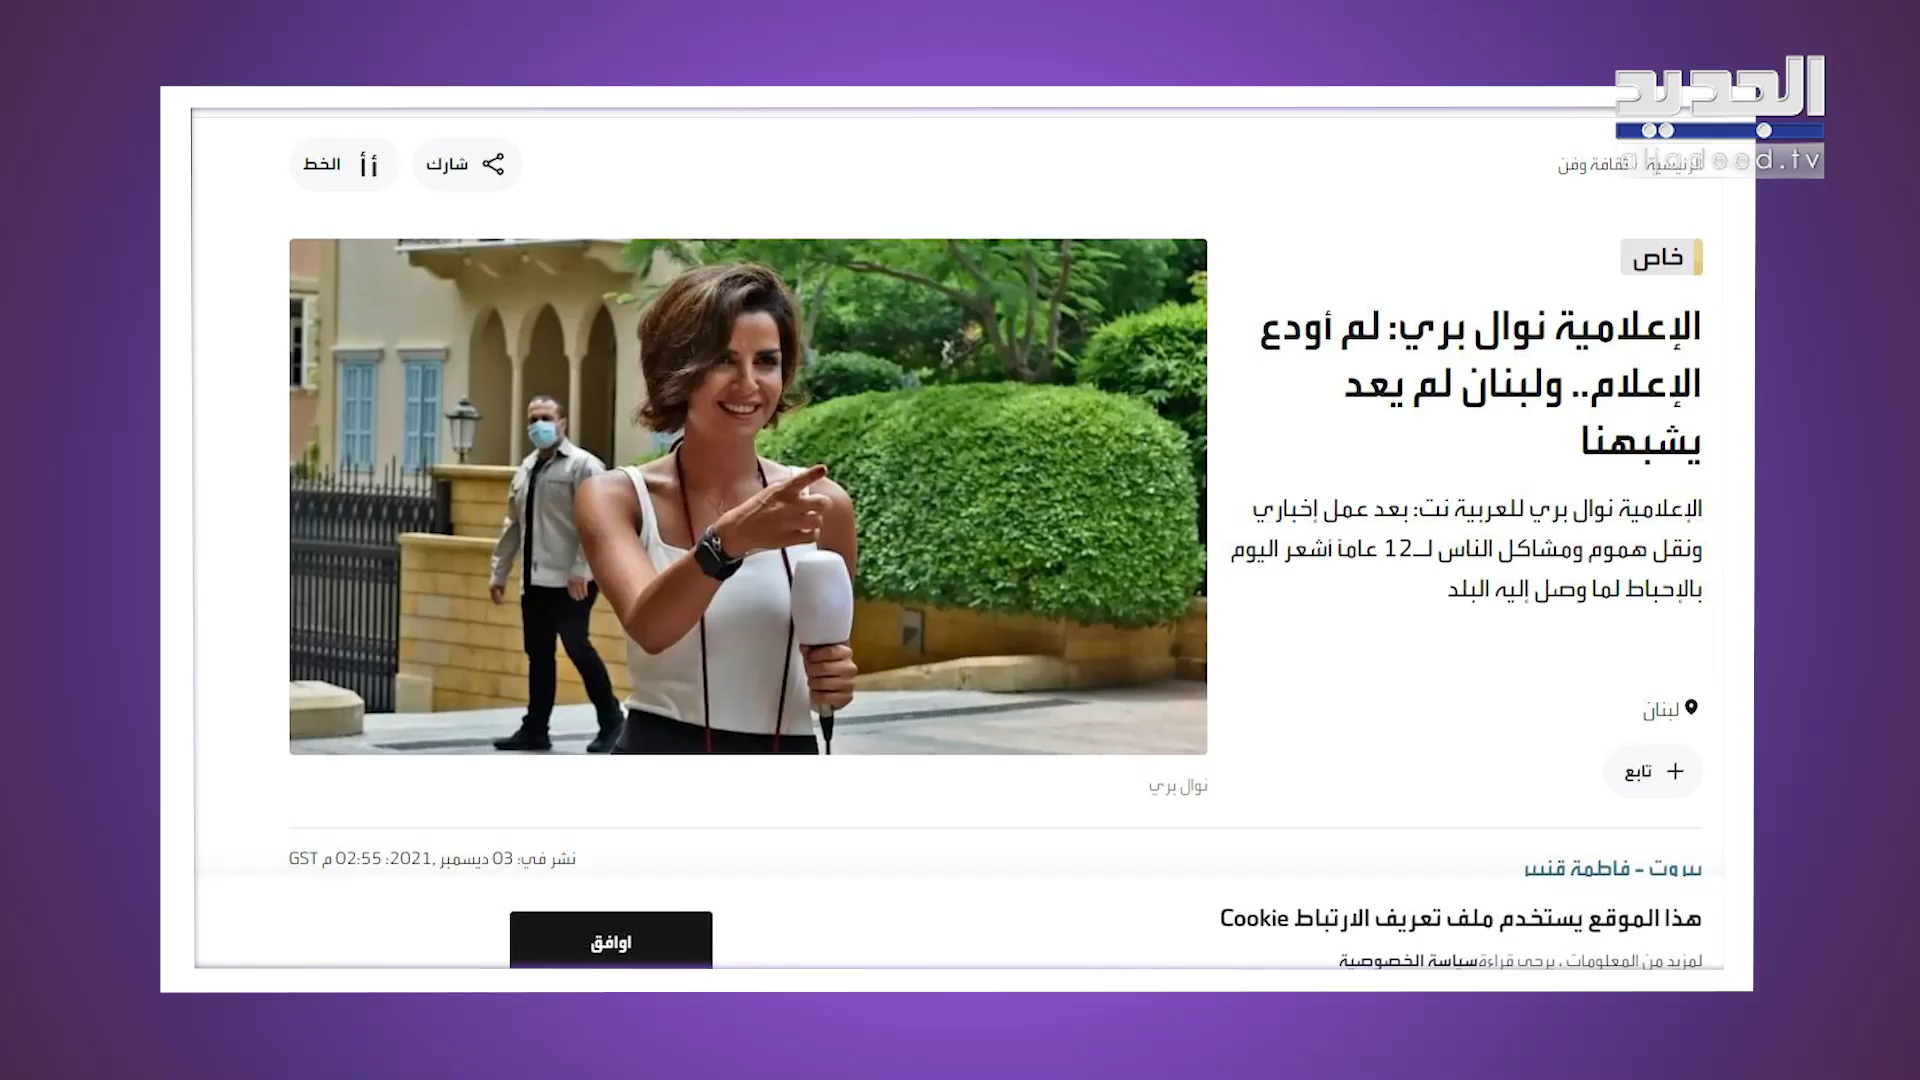 الجديد
aljadeed.tv
الرئيسية ثقافة وفن
شارك
الخط أأ
خاص
الإعلامية نوال بري: لم أودع
الإعلام.. ولبنان لم يعد
يشبهنا
الإعلامية نوال بري للعربية نت: بعد عمل إخباري
ونقل هموم ومشاكل الناس لـ12 عاماً أشعر اليوم
بالإحباط لما وصل إليه البلد
لبنان
تابع
نوال بري
نشر في: 03 ديسمبر ,2021: 02:55 م GST
بيروت - فاطمة قنيبر
هذا الموقع يستخدم ملف تعريف الارتباط Cookie
لمزيد من المعلومات ، يرجى قراءة سياسة الخصوصية
اوافق